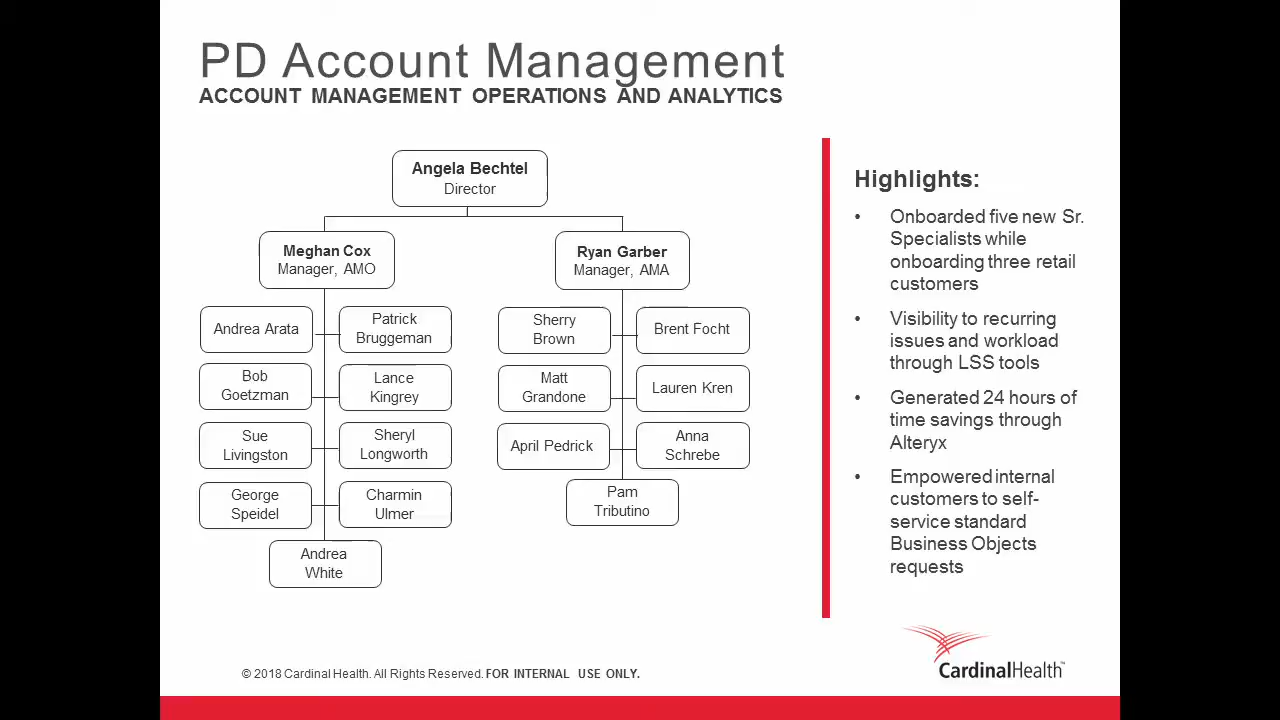 PD Account Management
ACCOUNT MANAGEMENT OPERATIONS AND ANALYTICS
Angela Bechtel
Director
Meghan Cox
Manager, AMO
Ryan Garber
Manager, AMA
Andrea Arata
Patrick
Bruggeman
Bob
Goetzman
Lance
Kingrey
Sue
Livingston
Sheryl
Longworth
George
Speidel
Charmin
Ulmer
Andrea
White
Sherry
Brown
Brent Focht
Matt
Grandone
Lauren Kren
April Pedrick
Anna
Schrebe
Pam
Tributino
Highlights:
• Onboarded five new Sr.
Specialists while
onboarding three retail
customers
• Visibility to recurring
issues and workload
through LSS tools
• Generated 24 hours of
time savings through
Alteryx
• Empowered internal
customers to self-
service standard
Business Objects
requests
© 2018 Cardinal Health. All Rights Reserved. FOR INTERNAL USE ONLY.
CardinalHealth™